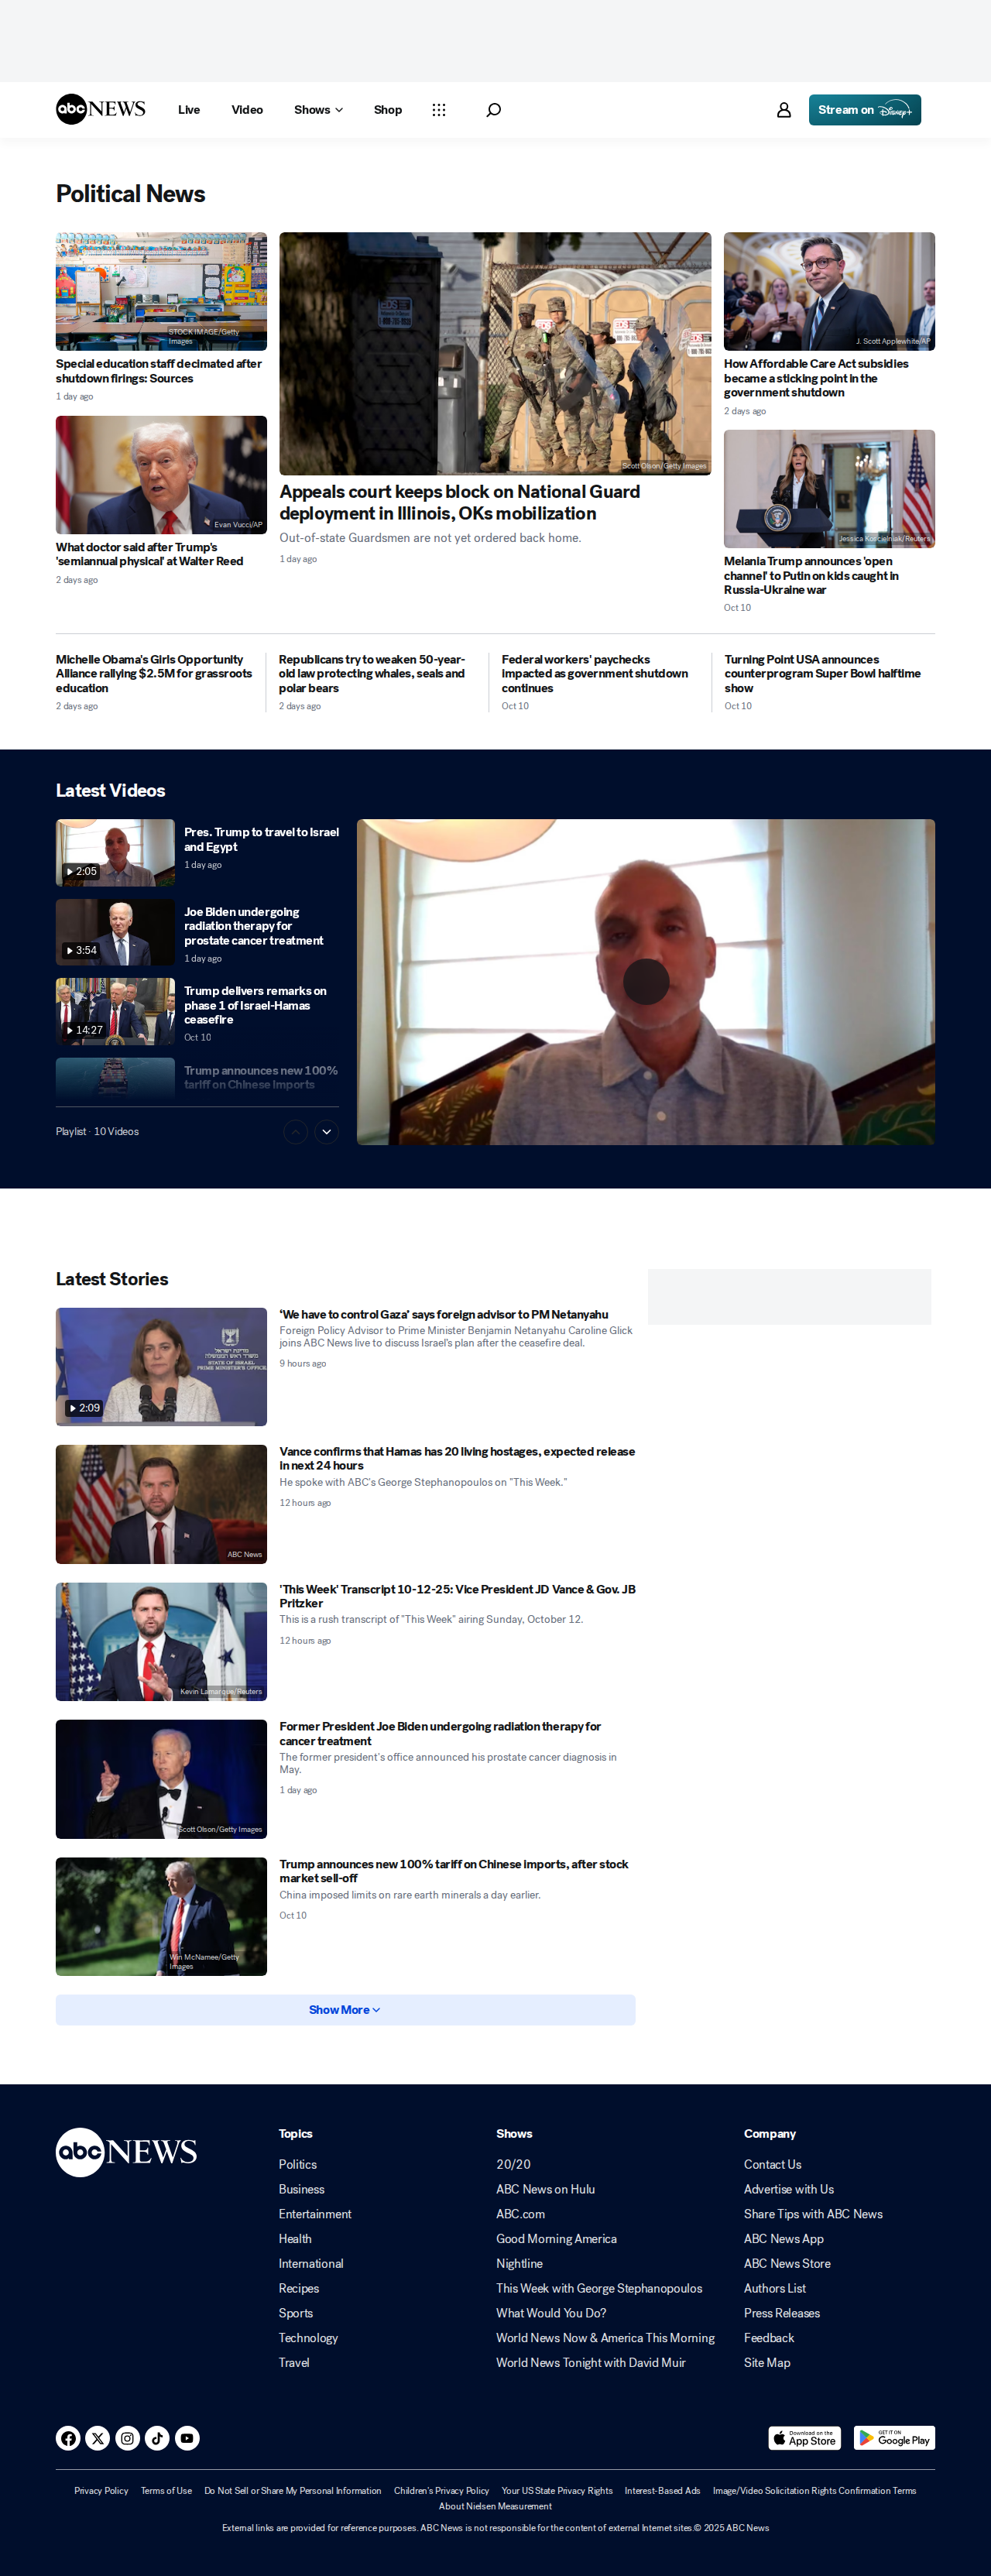 abc NEWS
Live
Video
Shows
Shop
Stream on Disney+
Political News
STOCK IMAGE/Getty
Images
Special education staff decimated after
shutdown firings: Sources
1 day ago
Evan Vucci/AP
What doctor said after Trump's
'semiannual physical' at Walter Reed
2 days ago
EDS
Scott Olson/Getty Images
Appeals court keeps block on National Guard
deployment in Illinois, OKs mobilization
Out-of-state Guardsmen are not yet ordered back home.
1 day ago
J. Scott Applewhite/AP
How Affordable Care Act subsidies
became a sticking point in the
government shutdown
2 days ago
Jessica Koscielniak/Reuters
Melania Trump announces 'open
channel' to Putin on kids caught in
Russia-Ukraine war
Oct 10
Michelle Obama's Girls Opportunity
Alliance rallying $2.5M for grassroots
education
2 days ago
Republicans try to weaken 50-year-
old law protecting whales, seals and
polar bears
2 days ago
Federal workers' paychecks
impacted as government shutdown
continues
Oct 10
Turning Point USA announces
counterprogram Super Bowl halftime
show
Oct 10
Latest Videos
2:05
Pres. Trump to travel to Israel
and Egypt
1 day ago
3:54
Joe Biden undergoing
radiation therapy for
prostate cancer treatment
1 day ago
14:27
Trump delivers remarks on
phase 1 of Israel-Hamas
ceasefire
Oct 10
Trump announces new 100%
tariff on Chinese imports
Playlist · 10 Videos
Latest Stories
משרד ראש הממשלה
STATE OF ISRAEL
PRIME MINISTER'S OFFICE
2:09
‘We have to control Gaza’ says foreign advisor to PM Netanyahu
Foreign Policy Advisor to Prime Minister Benjamin Netanyahu Caroline Glick
joins ABC News live to discuss Israel's plan after the ceasefire deal.
9 hours ago
ABC News
Vance confirms that Hamas has 20 living hostages, expected release
in next 24 hours
He spoke with ABC's George Stephanopoulos on "This Week."
12 hours ago
Kevin Lamarque/Reuters
'This Week' Transcript 10-12-25: Vice President JD Vance & Gov. JB
Pritzker
This is a rush transcript of "This Week" airing Sunday, October 12.
12 hours ago
Scott Olson/Getty Images
Former President Joe Biden undergoing radiation therapy for
cancer treatment
The former president's office announced his prostate cancer diagnosis in
May.
1 day ago
Win McNamee/Getty
Images
Trump announces new 100% tariff on Chinese imports, after stock
market sell-off
China imposed limits on rare earth minerals a day earlier.
Oct 10
Show More
abc NEWS
Topics
Politics
Business
Entertainment
Health
International
Recipes
Sports
Technology
Travel
Shows
20/20
ABC News on Hulu
ABC.com
Good Morning America
Nightline
This Week with George Stephanopoulos
What Would You Do?
World News Now & America This Morning
World News Tonight with David Muir
Company
Contact Us
Advertise with Us
Share Tips with ABC News
ABC News App
ABC News Store
Authors List
Press Releases
Feedback
Site Map
Download on the
App Store
GET IT ON
Google Play
Privacy Policy
Terms of Use
Do Not Sell or Share My Personal Information
Children's Privacy Policy
Your US State Privacy Rights
Interest-Based Ads
Image/Video Solicitation Rights Confirmation Terms
About Nielsen Measurement
External links are provided for reference purposes. ABC News is not responsible for the content of external Internet sites.© 2025 ABC News